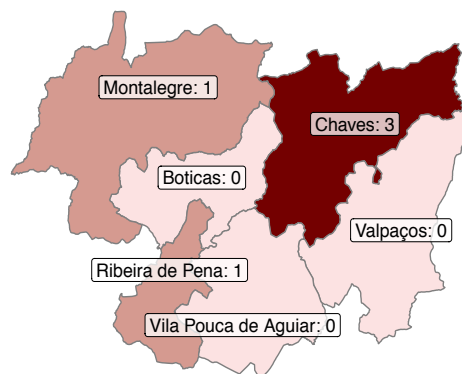 Montalegre: 1
Chaves: 3
Boticas: 0
Valpaços: 0
Ribeira de Pena: 1
Vila Pouca de Aguiar: 0